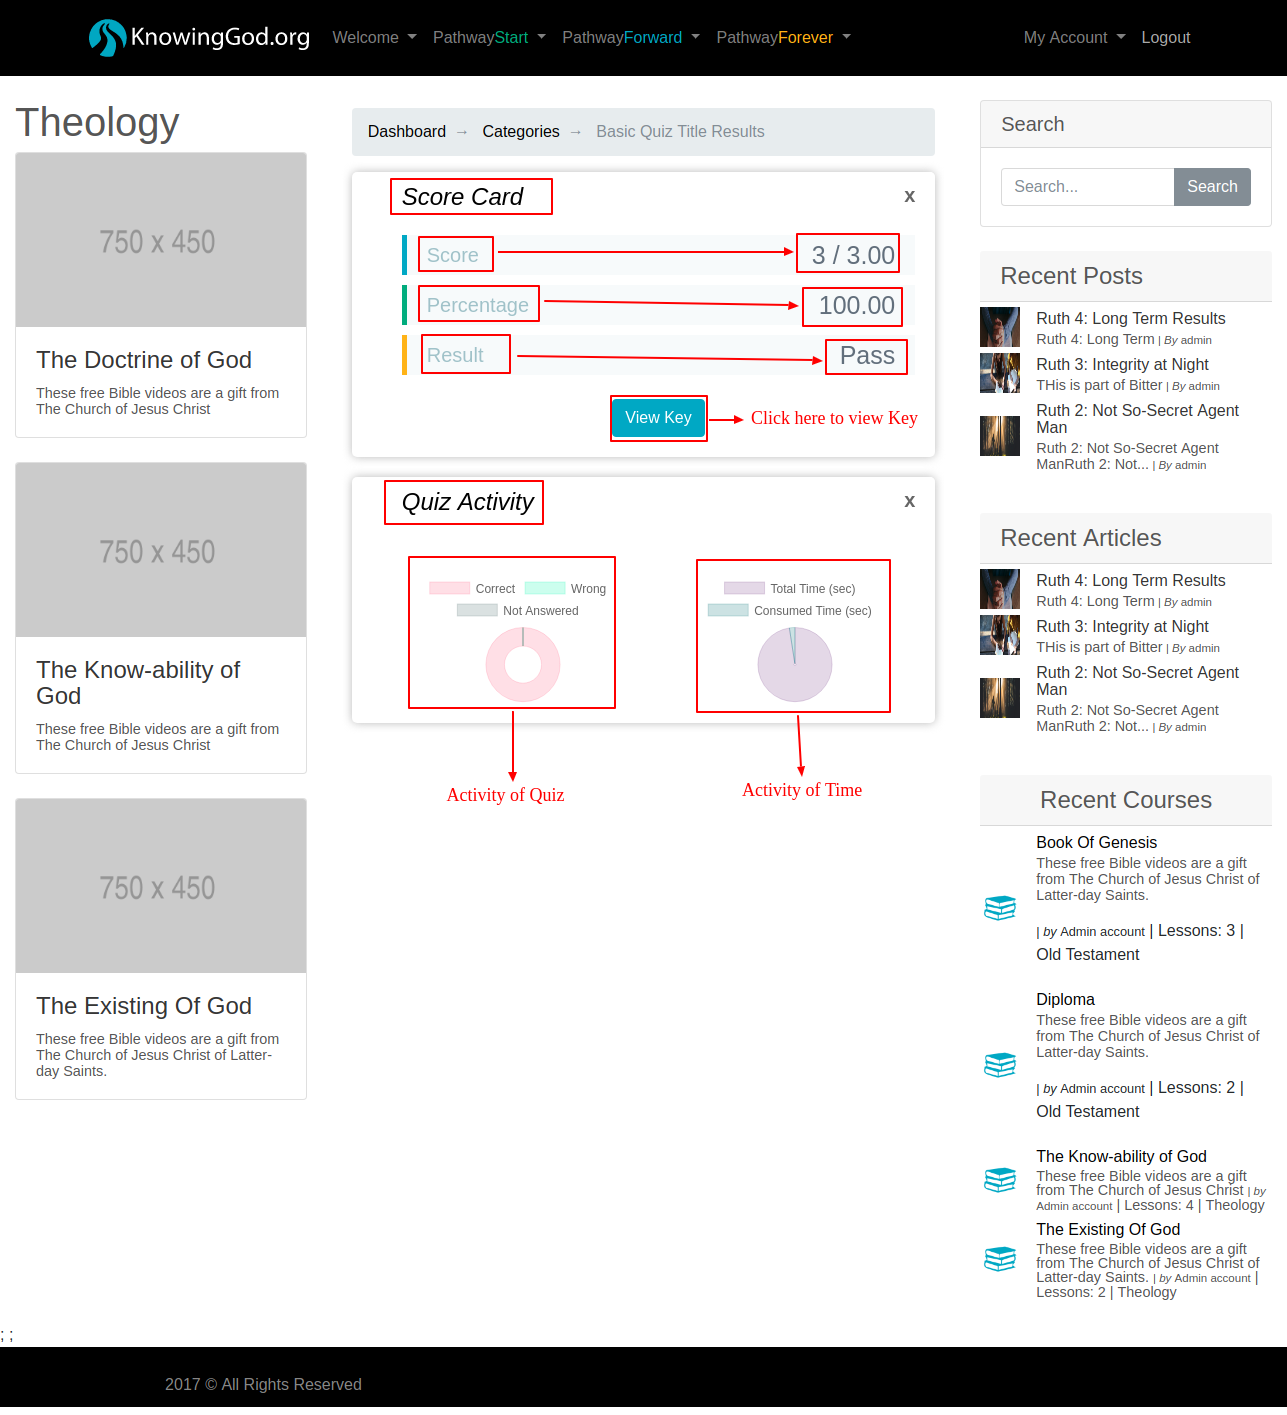 KnowingGod.org Welcome PathwayStart PathwayForward PathwayForever My Account Logout
Theology
750 x 450
The Doctrine of God
These free Bible videos are a gift from
The Church of Jesus Christ
750 x 450
The Know-ability of
God
These free Bible videos are a gift from
The Church of Jesus Christ
750 x 450
The Existing Of God
These free Bible videos are a gift from
The Church of Jesus Christ of Latter-
day Saints.
Dashboard → Categories → Basic Quiz Title Results
Score Card x
Score 3 / 3.00
Percentage 100.00
Result Pass
View Key Click here to view Key
Quiz Activity x
Correct Wrong
Not Answered
Total Time (sec)
Consumed Time (sec)
Activity of Quiz
Activity of Time
Search
Search... Search
Recent Posts
Ruth 4: Long Term Results
Ruth 4: Long Term | By admin
Ruth 3: Integrity at Night
THis is part of Bitter | By admin
Ruth 2: Not So-Secret Agent
Man
Ruth 2: Not So-Secret Agent
ManRuth 2: Not... | By admin
Recent Articles
Ruth 4: Long Term Results
Ruth 4: Long Term | By admin
Ruth 3: Integrity at Night
THis is part of Bitter | By admin
Ruth 2: Not So-Secret Agent
Man
Ruth 2: Not So-Secret Agent
ManRuth 2: Not... | By admin
Recent Courses
Book Of Genesis
These free Bible videos are a gift
from The Church of Jesus Christ of
Latter-day Saints.
| by Admin account | Lessons: 3 |
Old Testament
Diploma
These free Bible videos are a gift
from The Church of Jesus Christ of
Latter-day Saints.
| by Admin account | Lessons: 2 |
Old Testament
The Know-ability of God
These free Bible videos are a gift
from The Church of Jesus Christ | by
Admin account | Lessons: 4 | Theology
The Existing Of God
These free Bible videos are a gift
from The Church of Jesus Christ of
Latter-day Saints. | by Admin account |
Lessons: 2 | Theology
; ;
2017 © All Rights Reserved